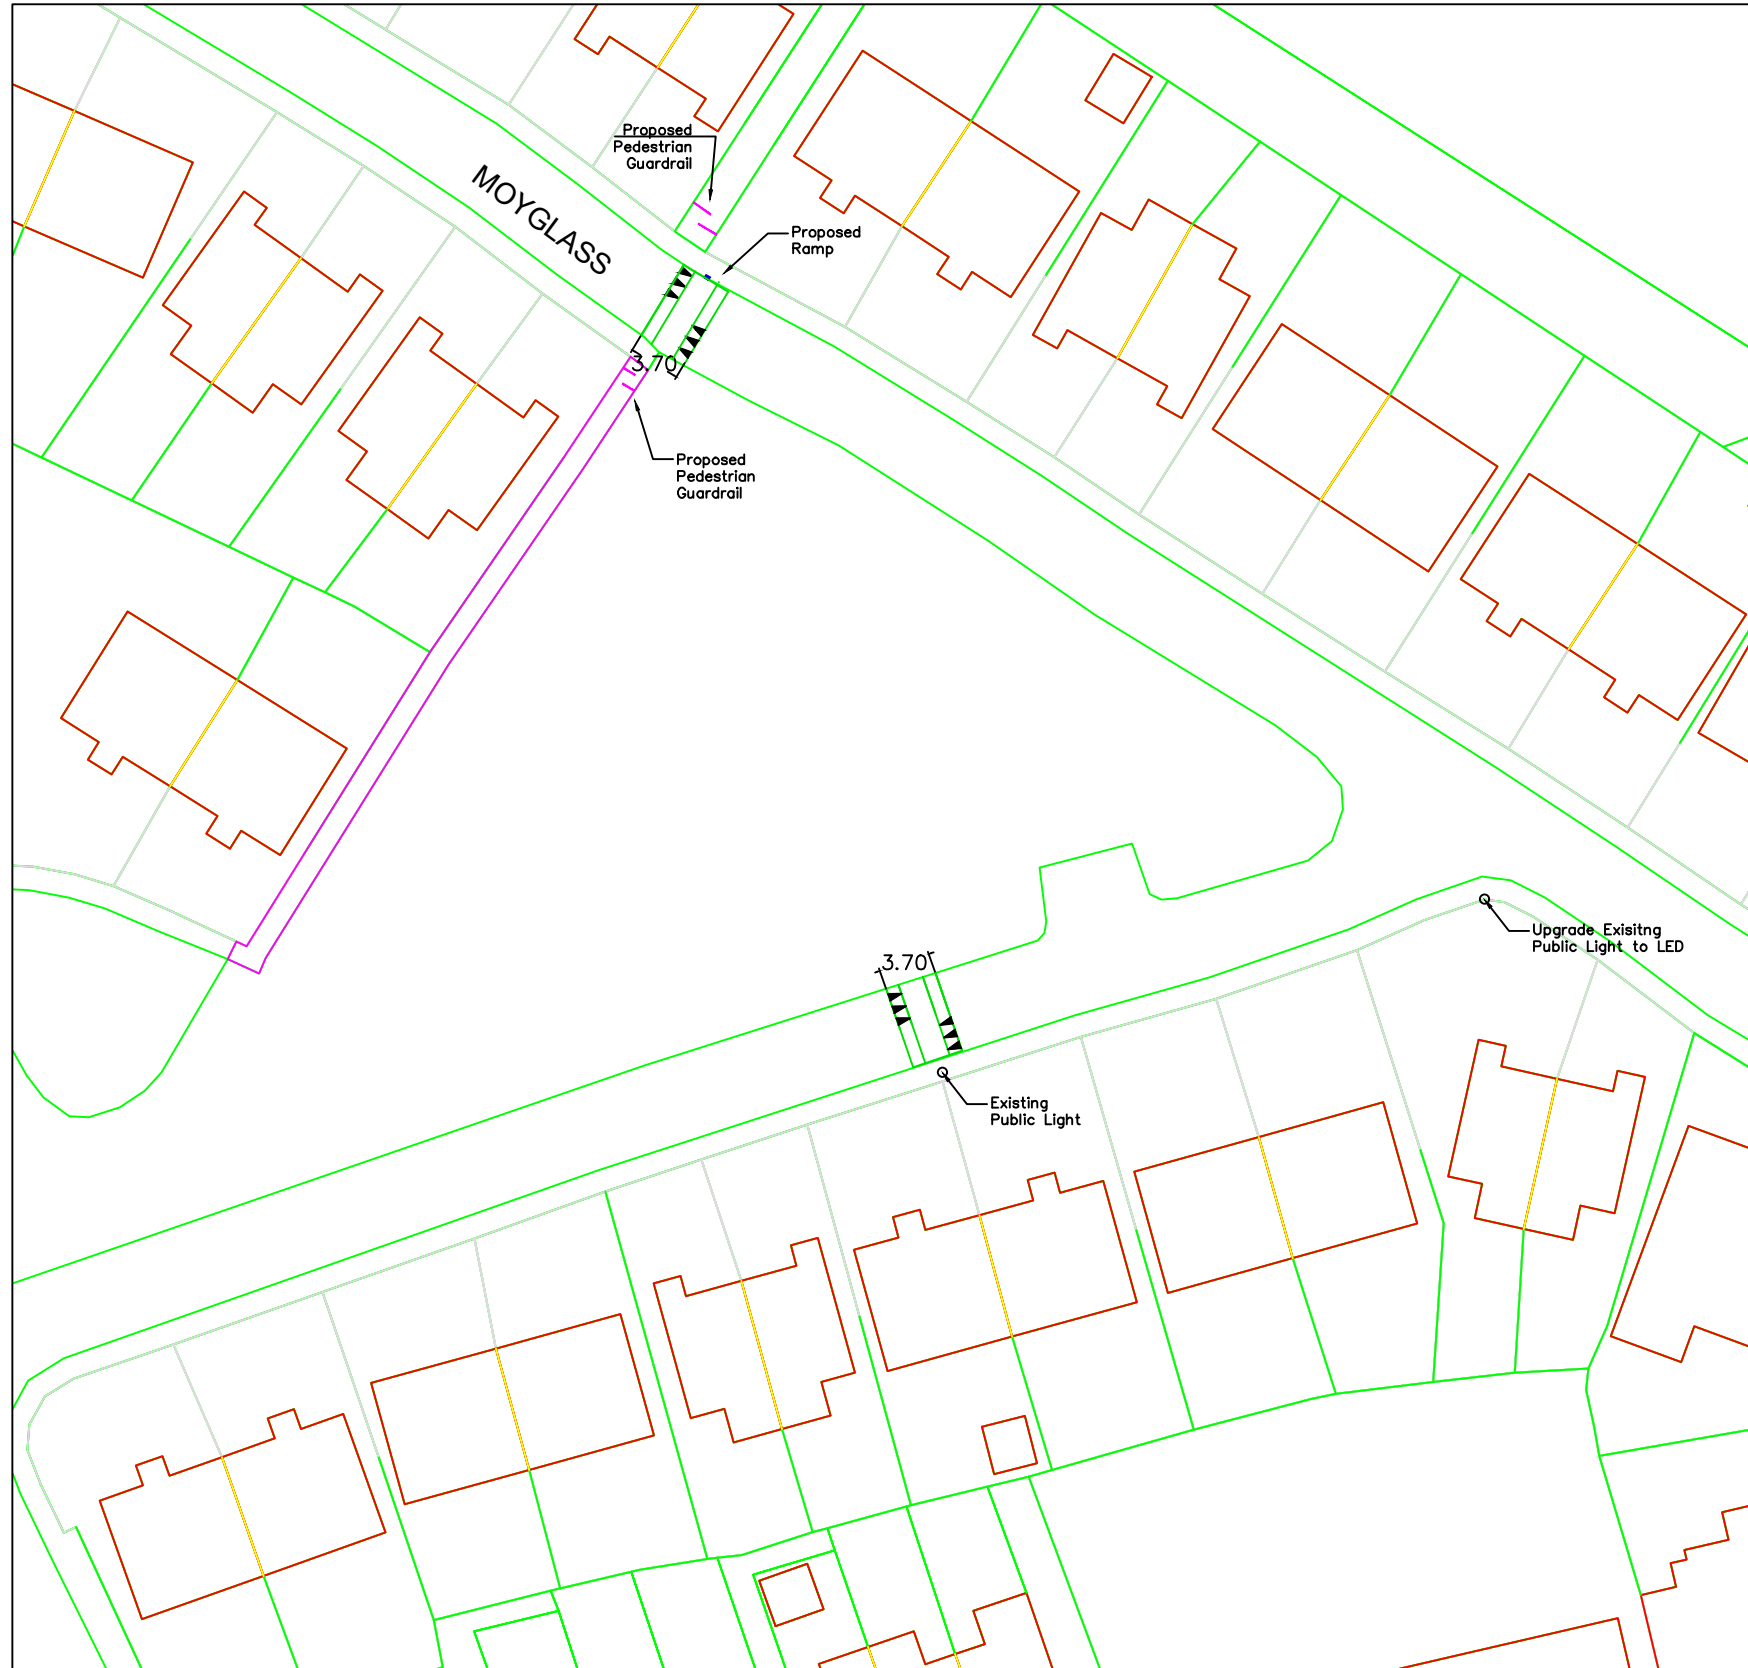 Proposed
Pedestrian
Guardrail
MOYGLASS
Proposed
Ramp
3.70
Proposed
Pedestrian
Guardrail
Upgrade Exisitng
Public Light to LED
3.70
Existing
Public Light